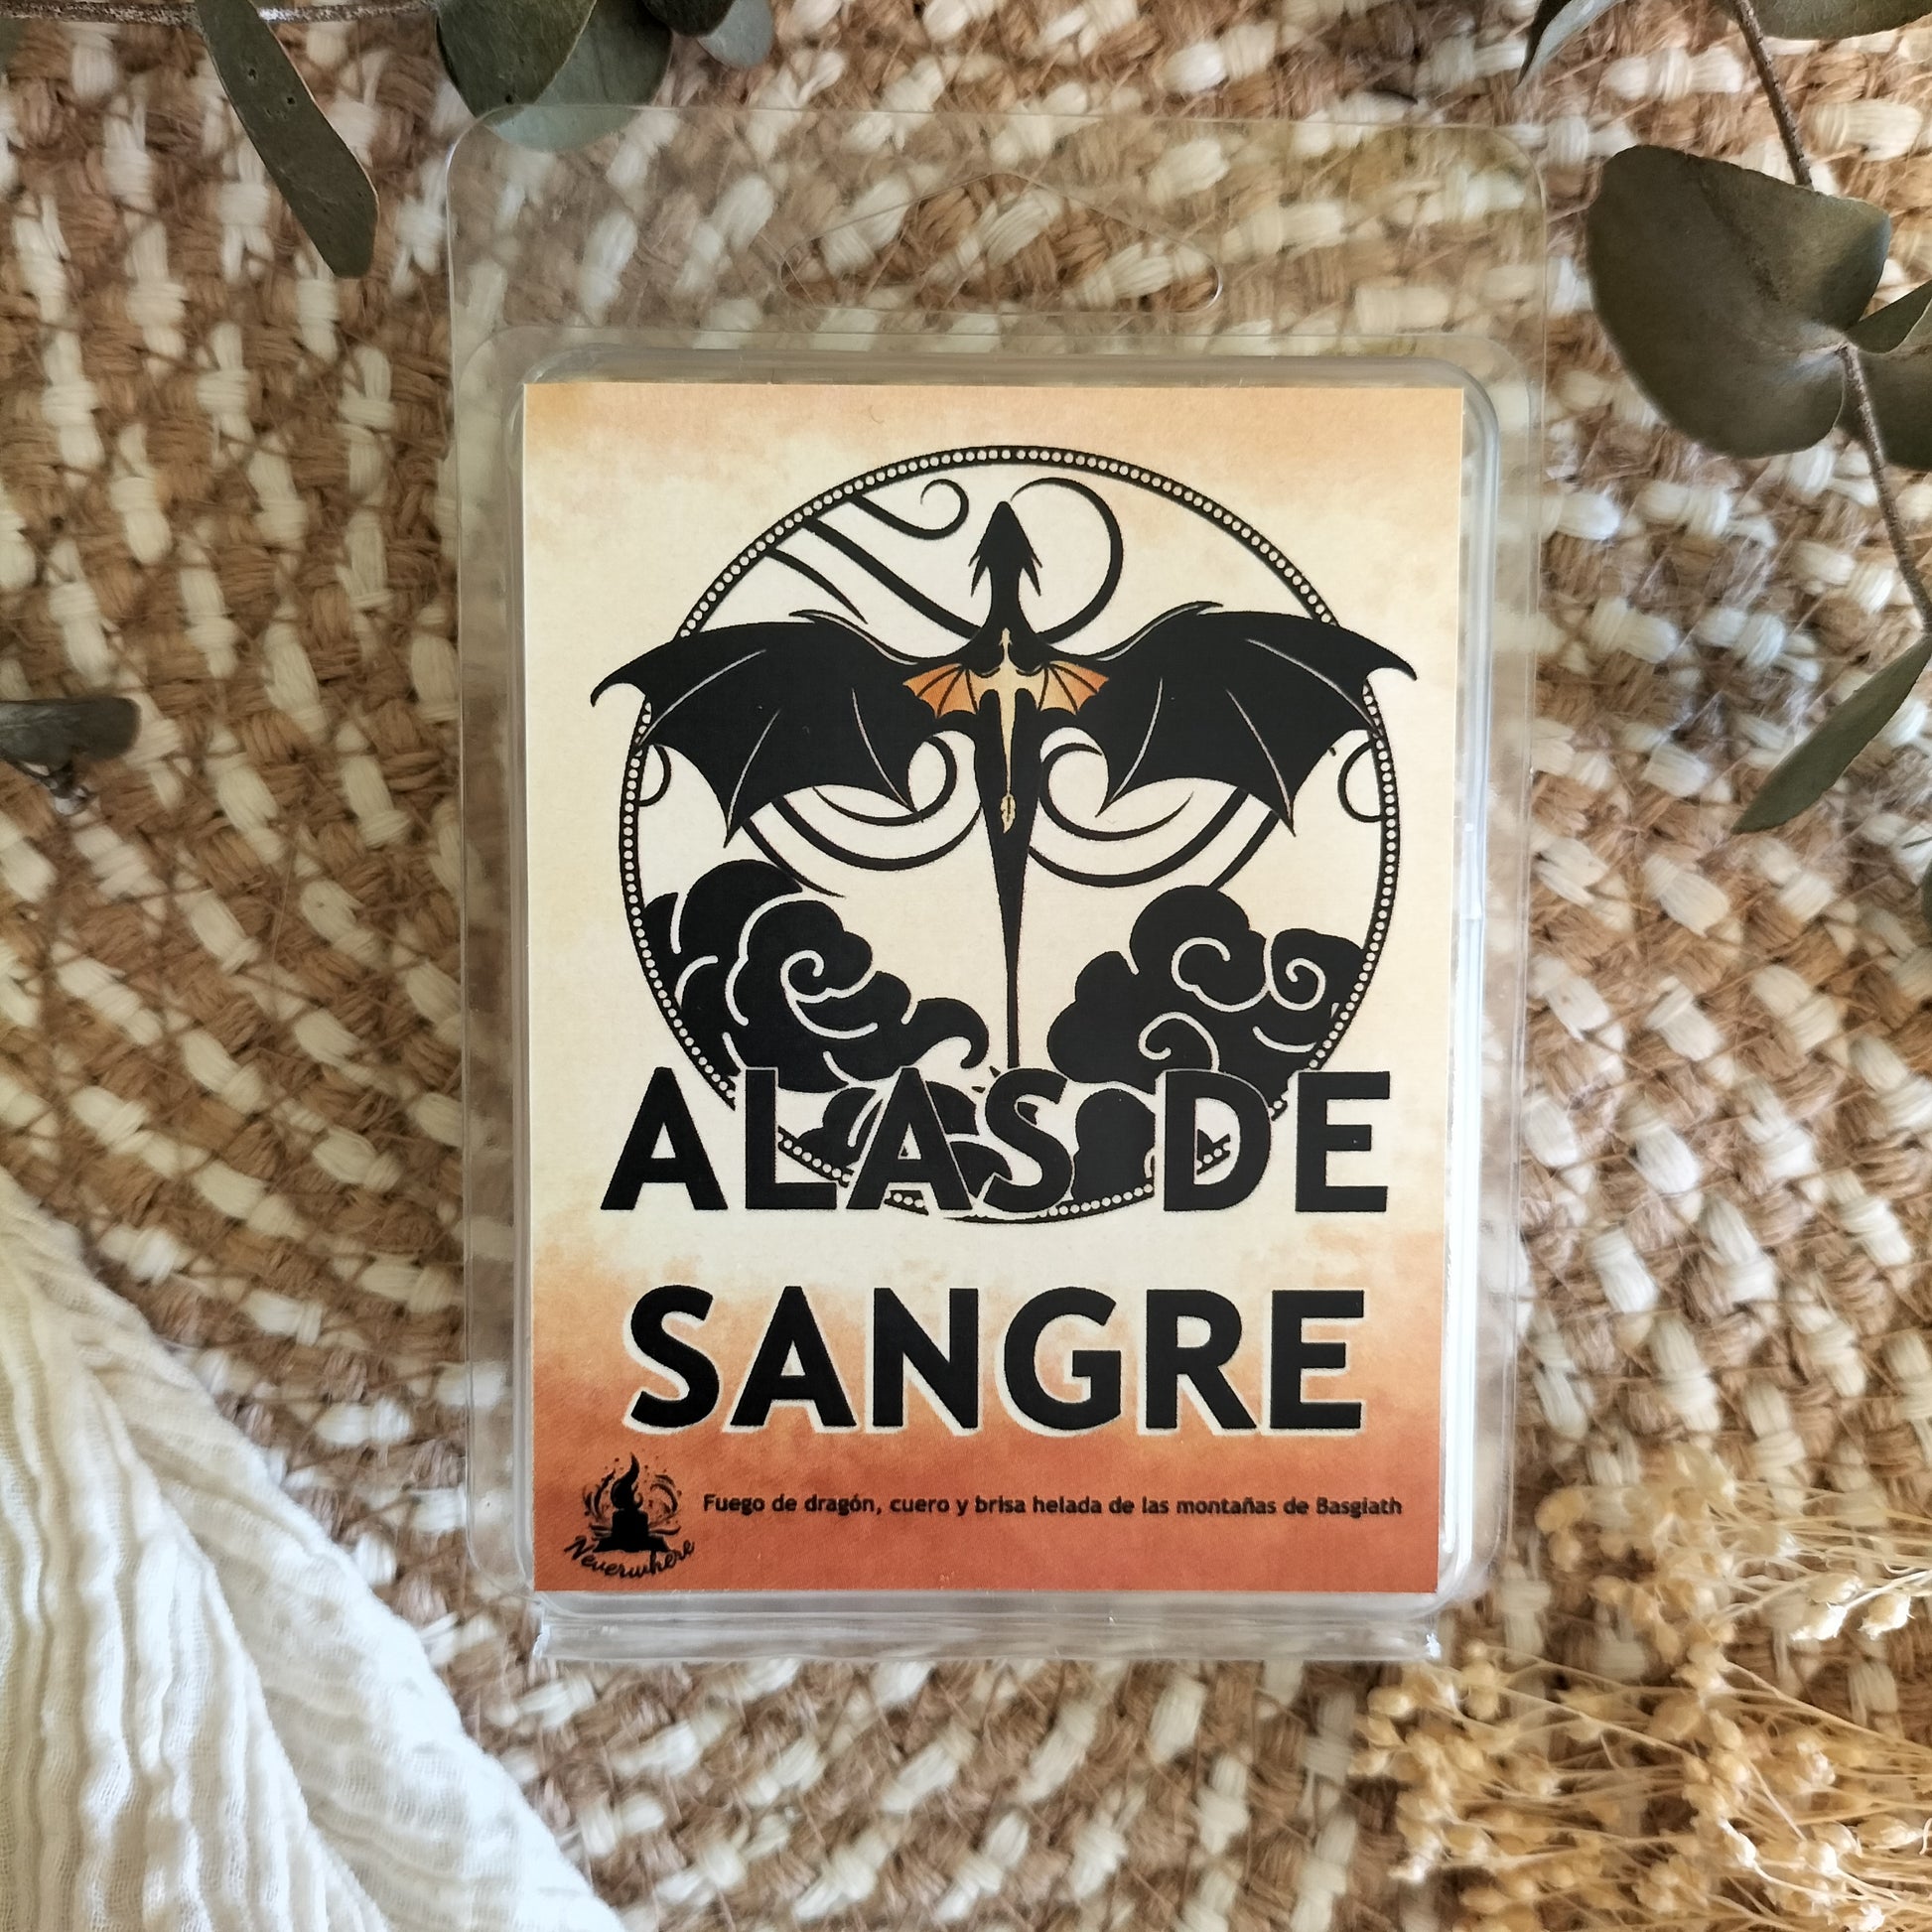 ALAS DE
SANGRE
Fuego de dragón, cuero y brisa helada de las montañas de Basgiath
Neverwhere